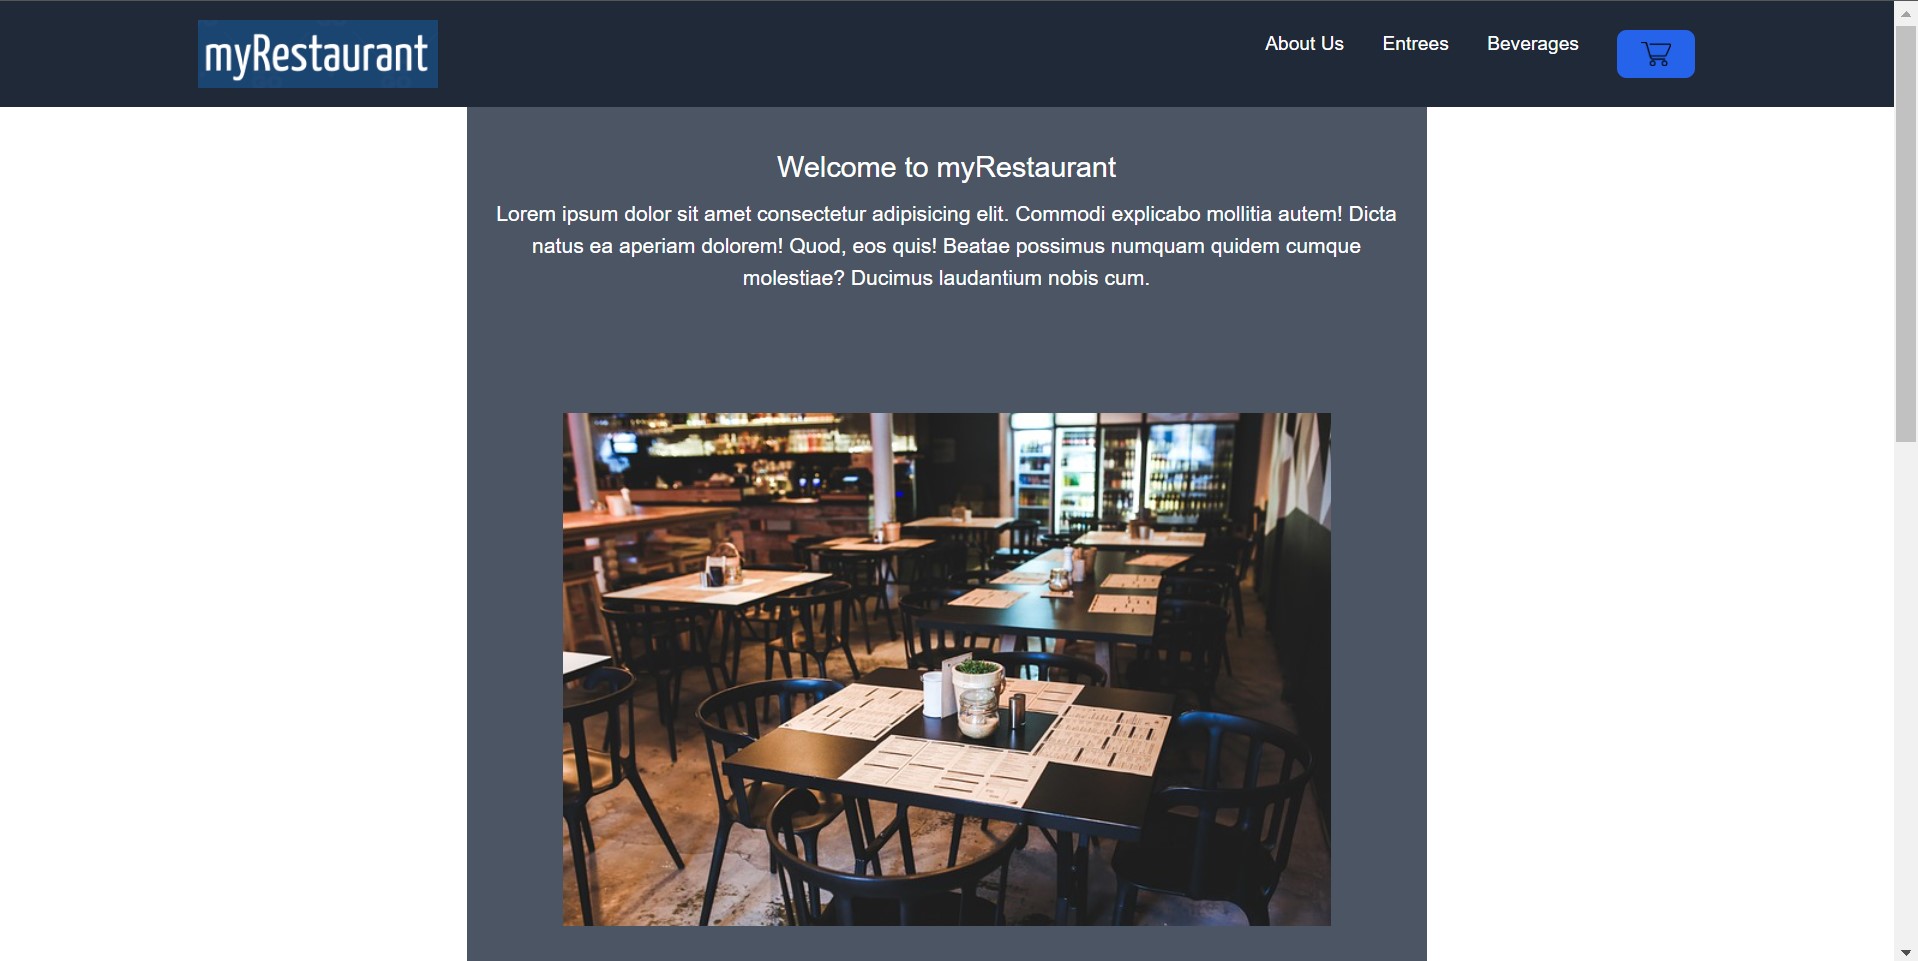 myRestaurant
About Us
Entrees
Beverages
Welcome to myRestaurant
Lorem ipsum dolor sit amet consectetur adipisicing elit. Commodi explicabo mollitia autem! Dicta
natus ea aperiam dolorem! Quod, eos quis! Beatae possimus numquam quidem cumque
molestiae? Ducimus laudantium nobis cum.